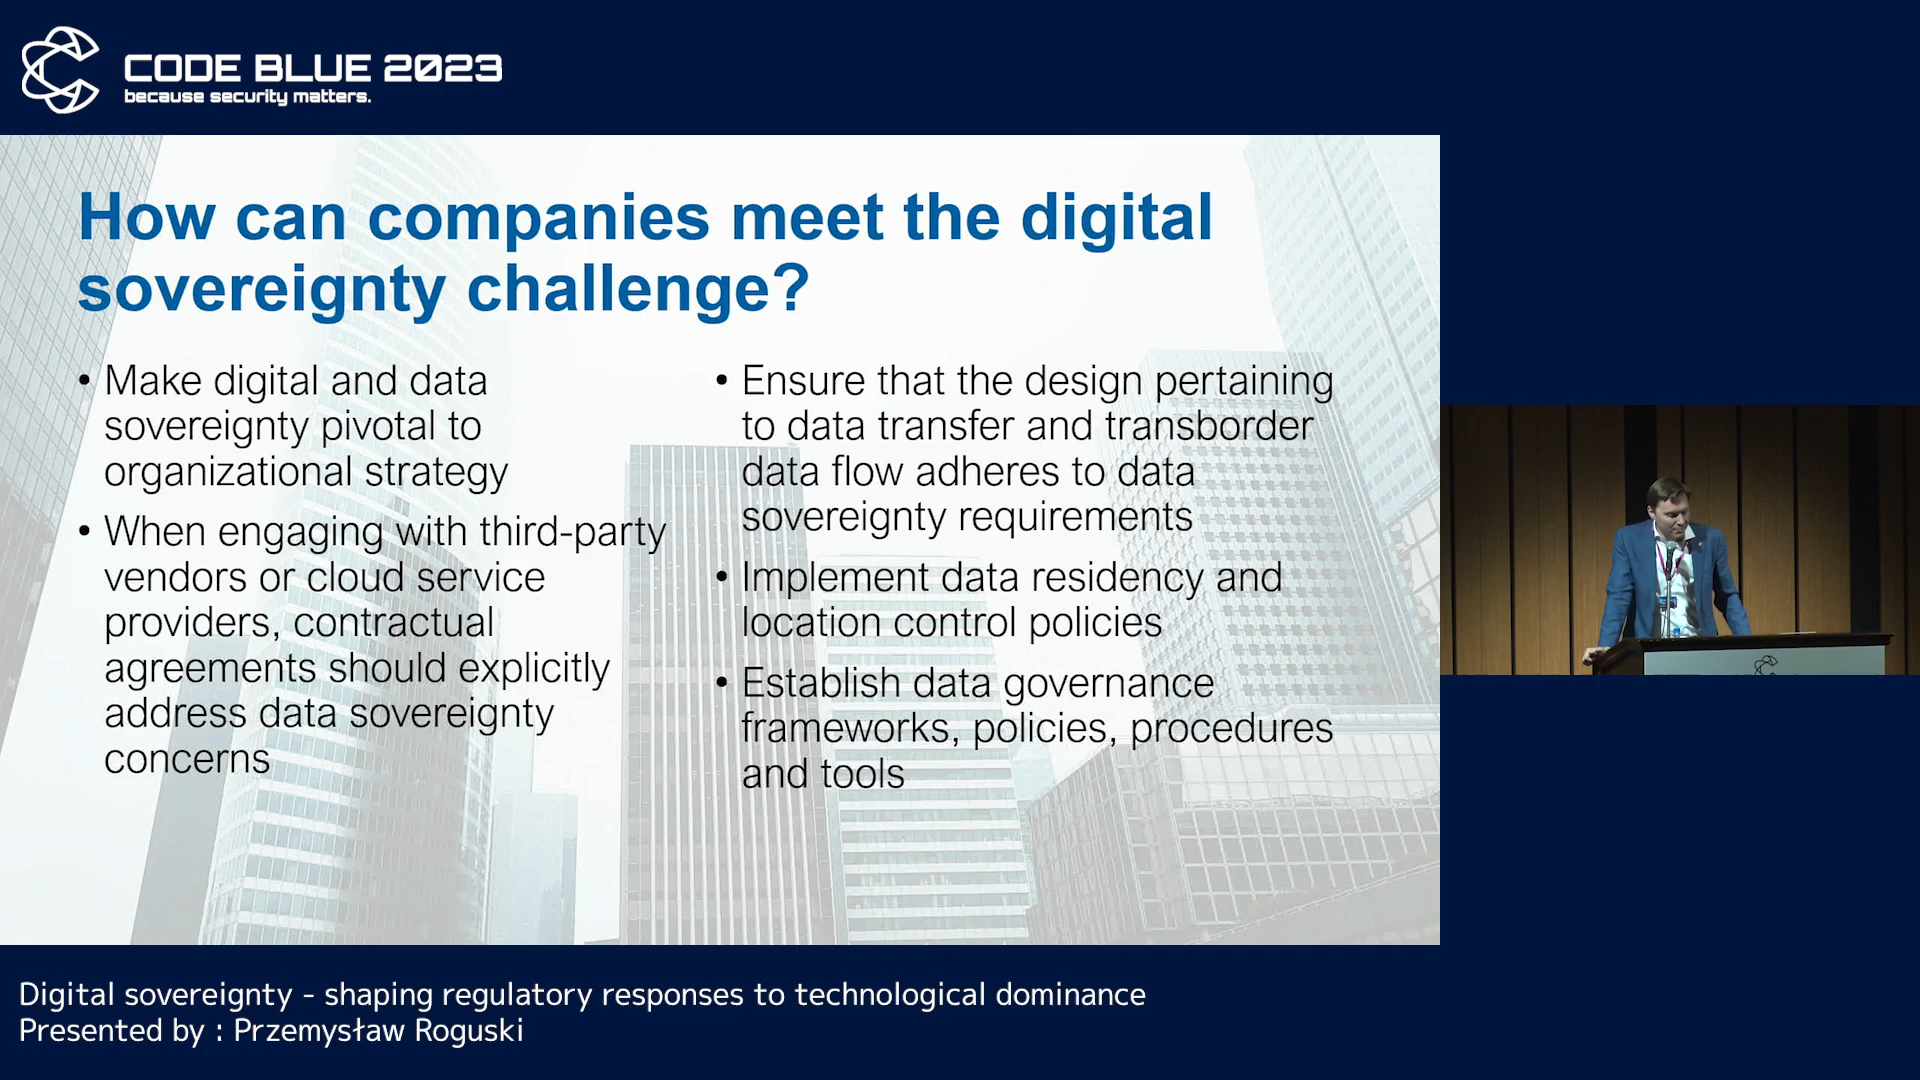 CODE BLUE 2023
because security matters.
How can companies meet the digital
sovereignty challenge?
• Make digital and data
sovereignty pivotal to
organizational strategy
• When engaging with third-party
vendors or cloud service
providers, contractual
agreements should explicitly
address data sovereignty
concerns
• Ensure that the design pertaining
to data transfer and transborder
data flow adheres to data
sovereignty requirements
• Implement data residency and
location control policies
• Establish data governance
frameworks, policies, procedures
and tools
Digital sovereignty - shaping regulatory responses to technological dominance
Presented by : Przemysław Roguski